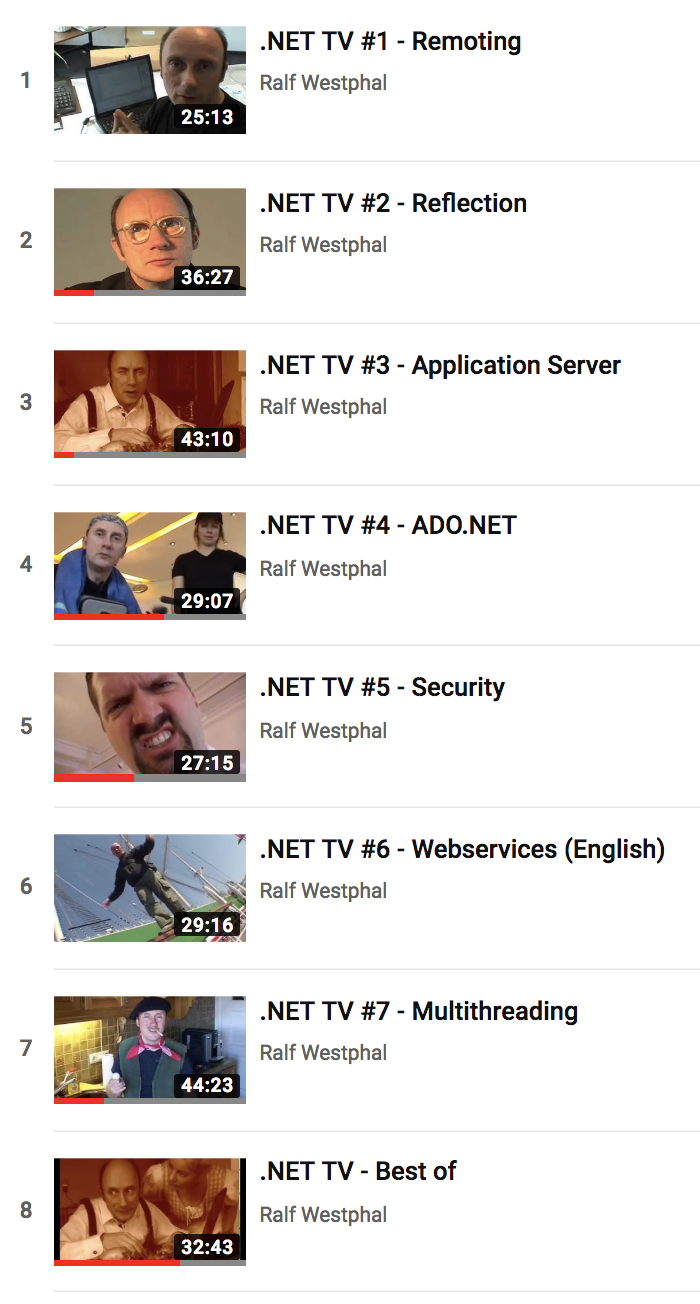 1
.NET TV #1 - Remoting
Ralf Westphal
25:13
2
.NET TV #2 - Reflection
Ralf Westphal
36:27
3
.NET TV #3 - Application Server
Ralf Westphal
43:10
4
.NET TV #4 - ADO.NET
Ralf Westphal
29:07
5
.NET TV #5 - Security
Ralf Westphal
27:15
6
.NET TV #6 - Webservices (English)
Ralf Westphal
29:16
7
.NET TV #7 - Multithreading
Ralf Westphal
44:23
8
.NET TV - Best of
Ralf Westphal
32:43